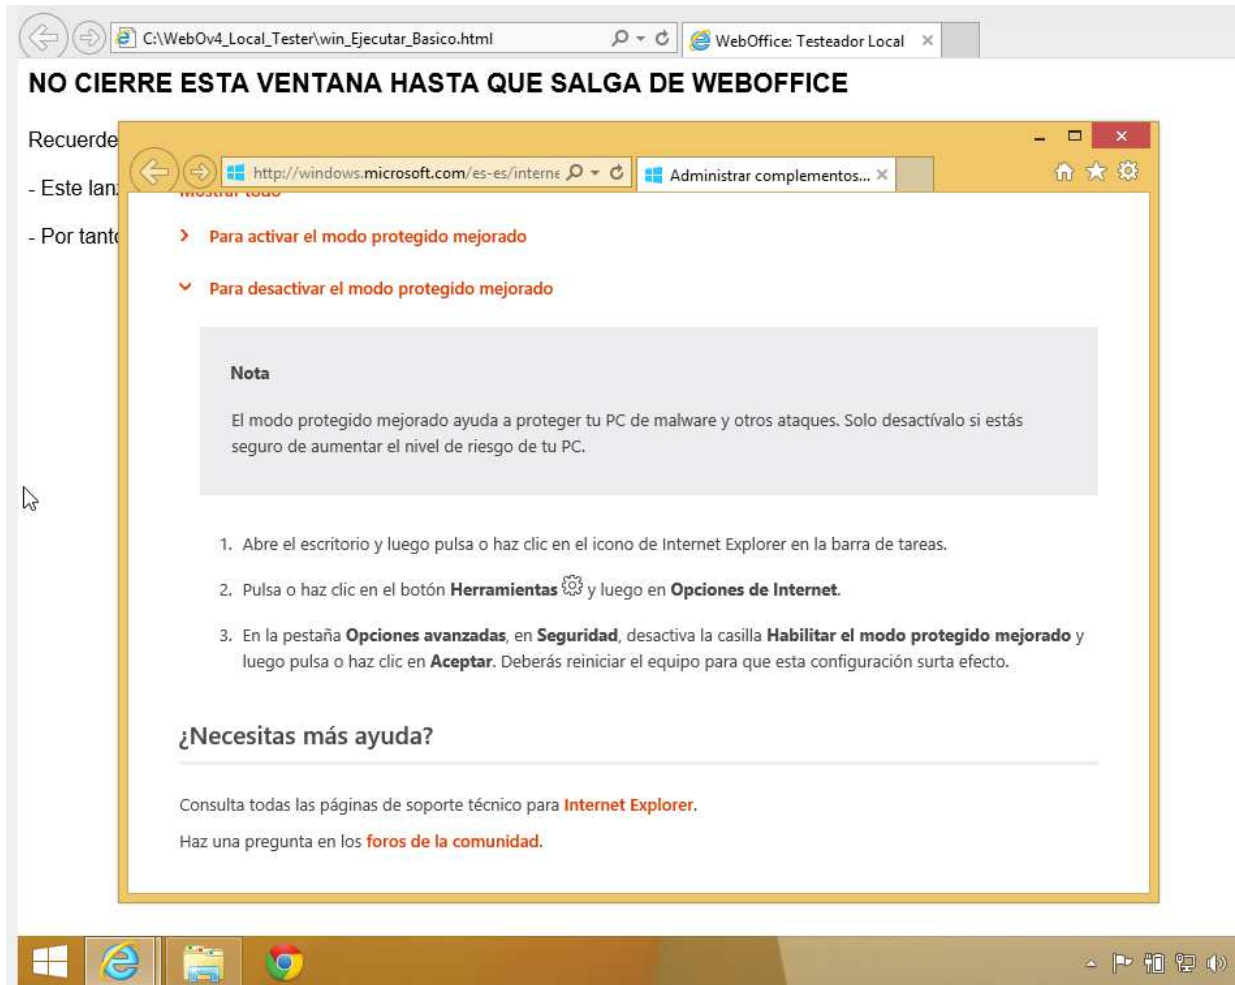 C:\WebOv4_Local_Tester\win_Ejecutar_Basico.html
WebOffice: Testeador Local
NO CIERRE ESTA VENTANA HASTA QUE SALGA DE WEBOFFICE
Recuerde
- Este lan
- Por tanto
http://windows.microsoft.com/es-es/interne
Administrar complementos...
Mostrar todo
Para activar el modo protegido mejorado
Para desactivar el modo protegido mejorado
Nota
El modo protegido mejorado ayuda a proteger tu PC de malware y otros ataques. Solo desactívalo si estás
seguro de aumentar el nivel de riesgo de tu PC.
1. Abre el escritorio y luego pulsa o haz clic en el icono de Internet Explorer en la barra de tareas.
2. Pulsa o haz clic en el botón Herramientas y luego en Opciones de Internet.
3. En la pestaña Opciones avanzadas, en Seguridad, desactiva la casilla Habilitar el modo protegido mejorado y
luego pulsa o haz clic en Aceptar. Deberás reiniciar el equipo para que esta configuración surta efecto.
¿Necesitas más ayuda?
Consulta todas las páginas de soporte técnico para Internet Explorer.
Haz una pregunta en los foros de la comunidad.